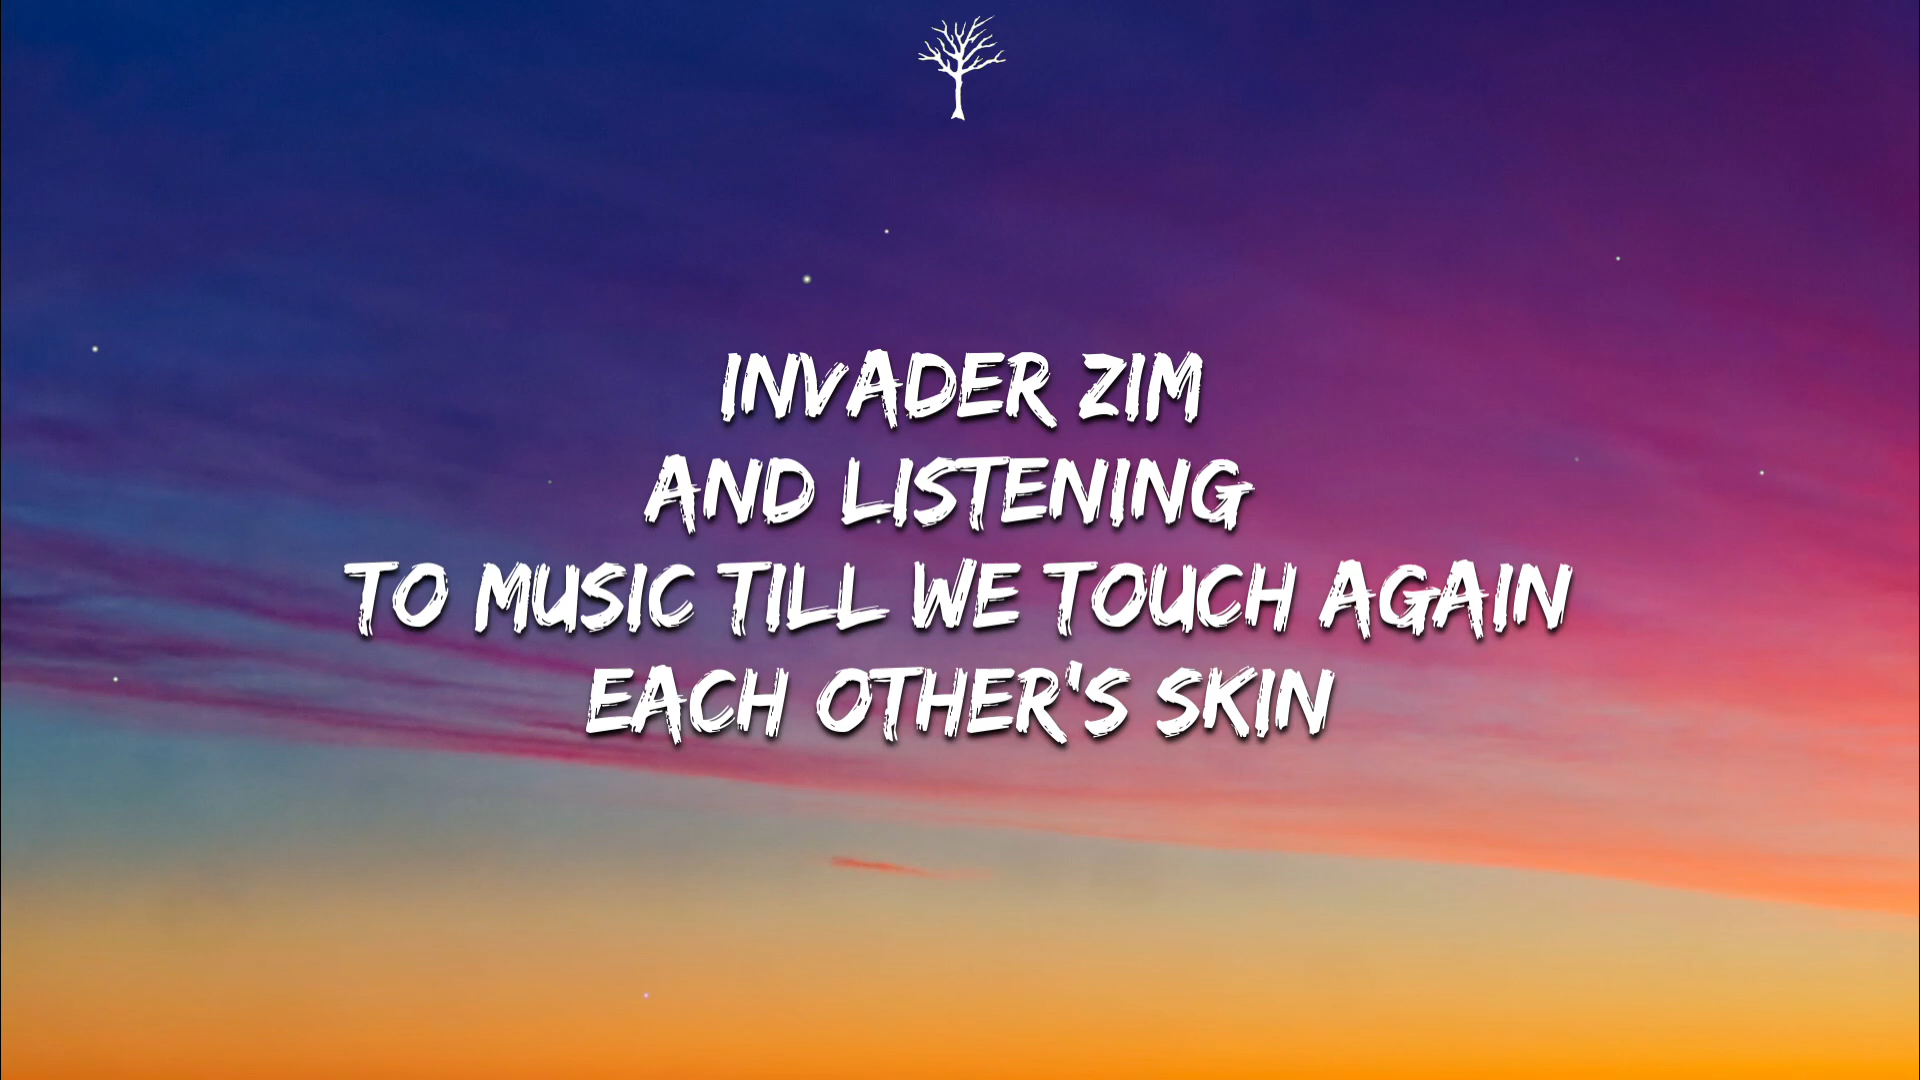 INVADER ZIM
AND LISTENING
TO MUSIC TILL WE TOUCH AGAIN
EACH OTHER'S SKIN